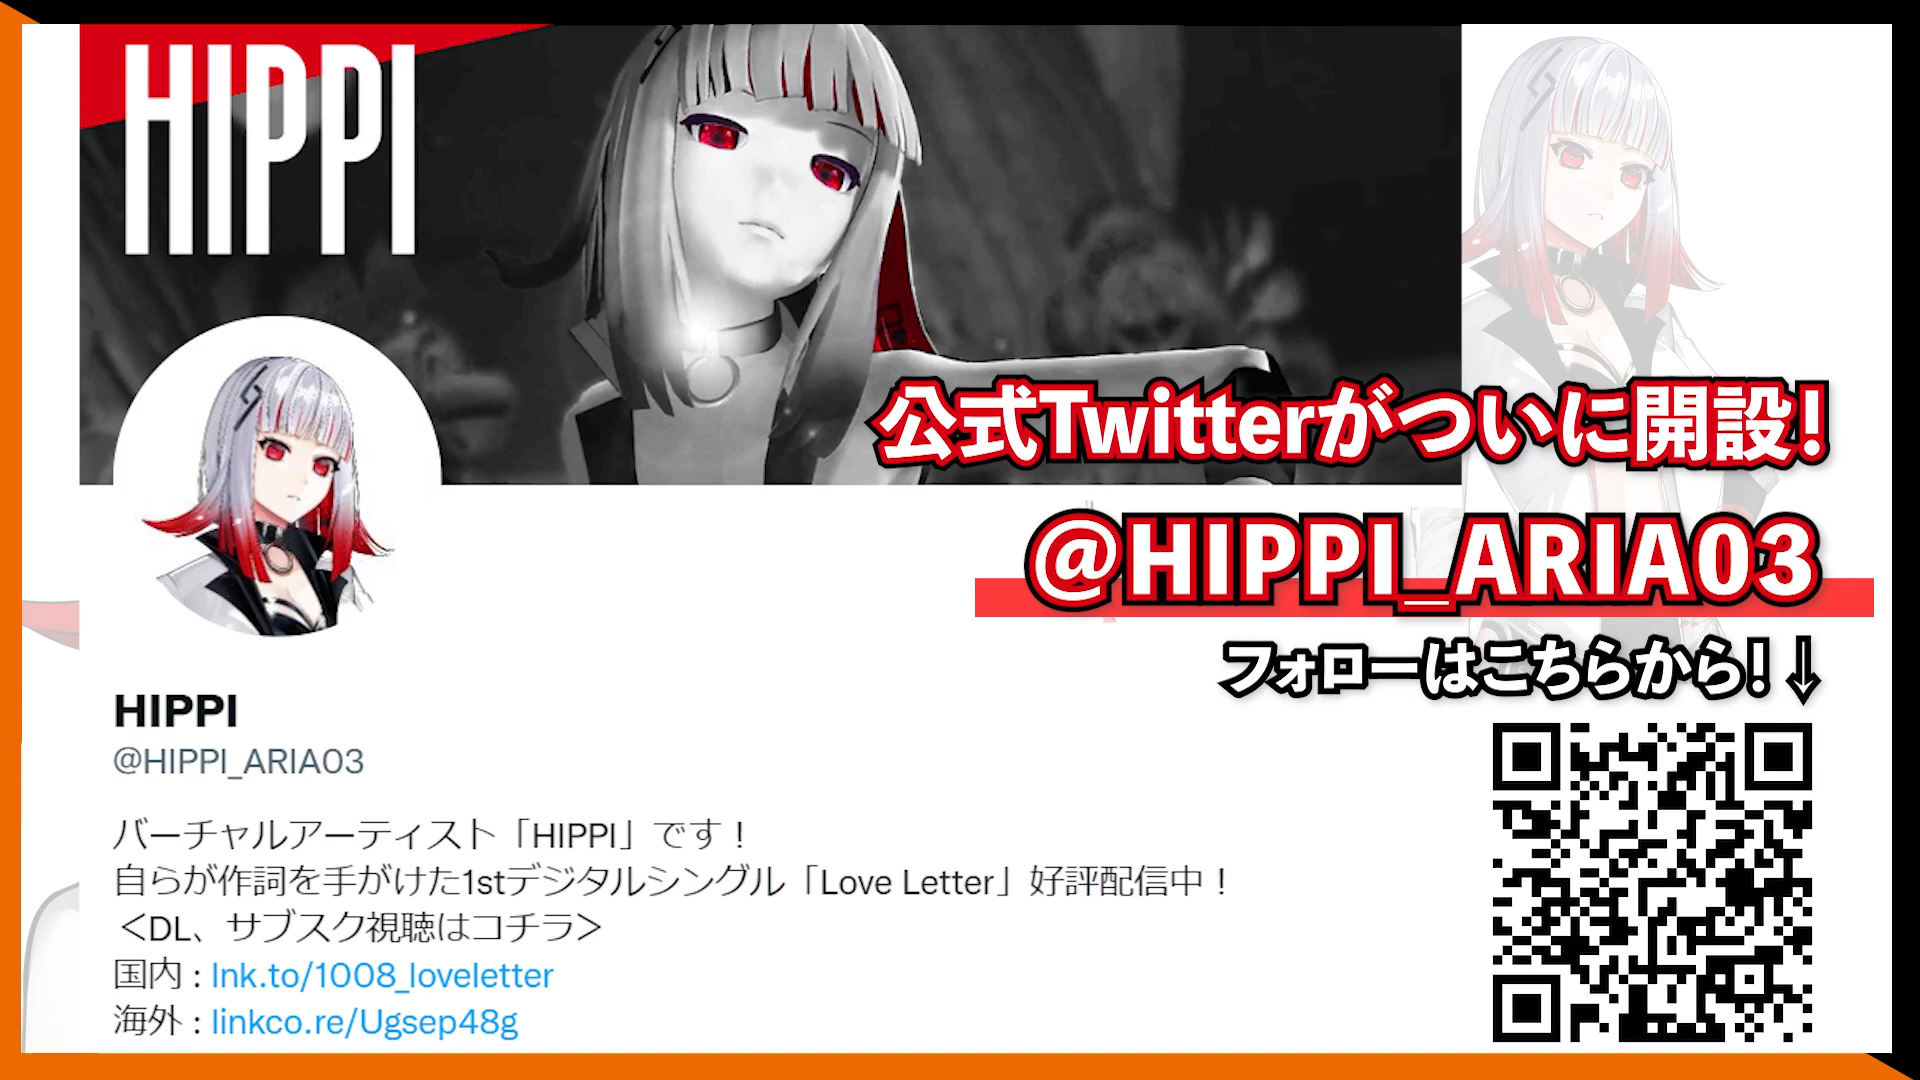 HIPPI
公式Twitterがついに開設!
@HIPPI_ARIA03
フォローはこちらから!↓
HIPPI
@HIPPI_ARIA03
バーチャルアーティスト「HIPPI」です！
自らが作詞を手がけた1stデジタルシングル「Love Letter」好評配信中！
＜DL、サブスク視聴はコチラ＞
国内 : lnk.to/1008_loveletter
海外 : linkco.re/Ugsep48g